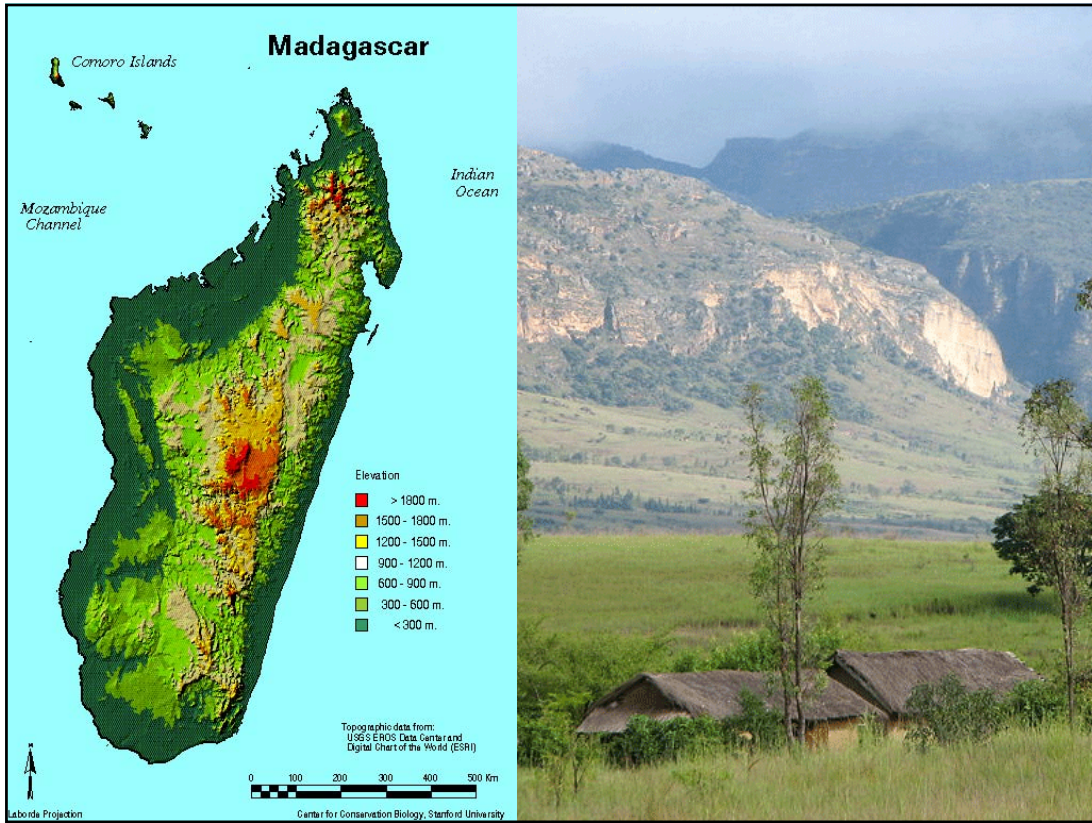 Madagascar
Comoro Islands
Indian
Ocean
Mozambique
Channel
Elevation
> 1800 m.
1500 - 1800 m.
1200 - 1500 m.
900 - 1200 m.
600 - 900 m.
300 - 600 m.
< 300 m.
Topographic data from:
USGS EROS Data Center and
Digital Chart of the World (ESRI)
N
0 100 200 300 400 500 Km
Laborde Projection
Center for Conservation Biology, Stanford University